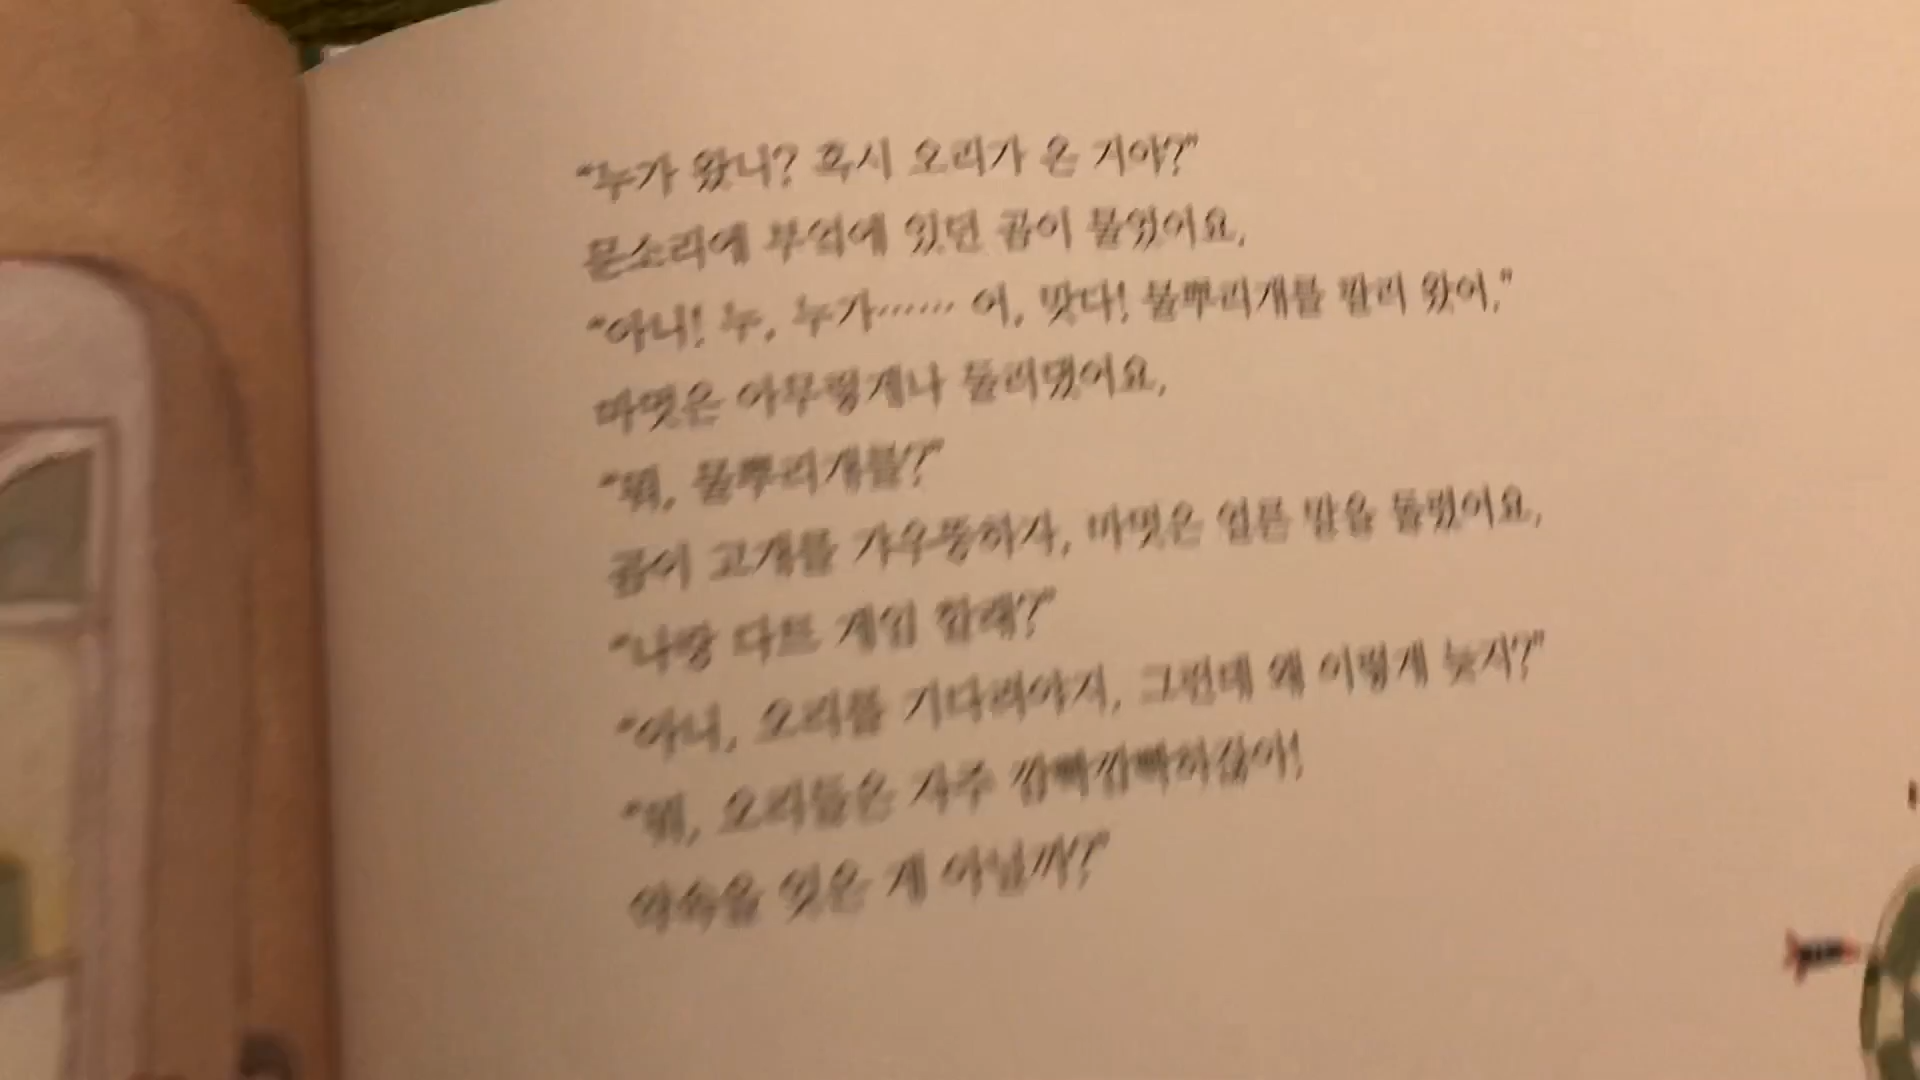 “누가 왔니? 혹시 오리가 온 거야?”
문소리에 부엌에 있던 곰이 물었어요.
“아니! 누, 누가…… 어, 맞다! 물뿌리개를 팔러 왔어.”
마멋은 아무렇게나 둘러댔어요.
“뭐, 물뿌리개를?”
곰이 고개를 갸우뚱하자, 마멋은 얼른 말을 돌렸어요.
“나랑 다트 게임 할래?”
“아니, 오리를 기다려야지. 그런데 왜 이렇게 늦지?”
“뭐, 오리들은 자주 깜빡깜빡하잖아!
약속을 잊은 게 아닐까?”